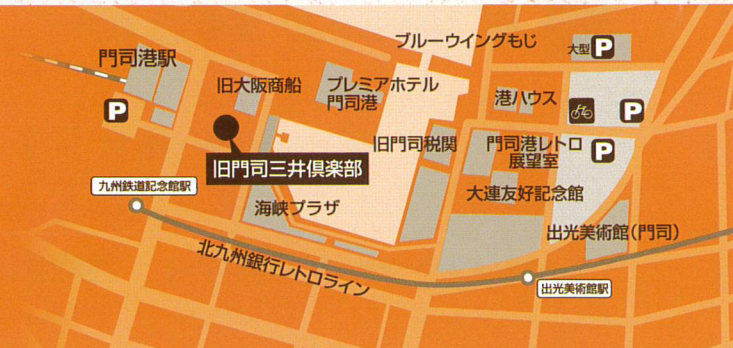 ブルーウイングもじ
大型 P
門司港駅
旧大阪商船
プレミアホテル
門司港
港ハウス
P
P
旧門司税関
門司港レトロ
展望室
P
旧門司三井倶楽部
九州鉄道記念館駅
海峡プラザ
大連友好記念館
出光美術館(門司)
北九州銀行レトロライン
出光美術館駅